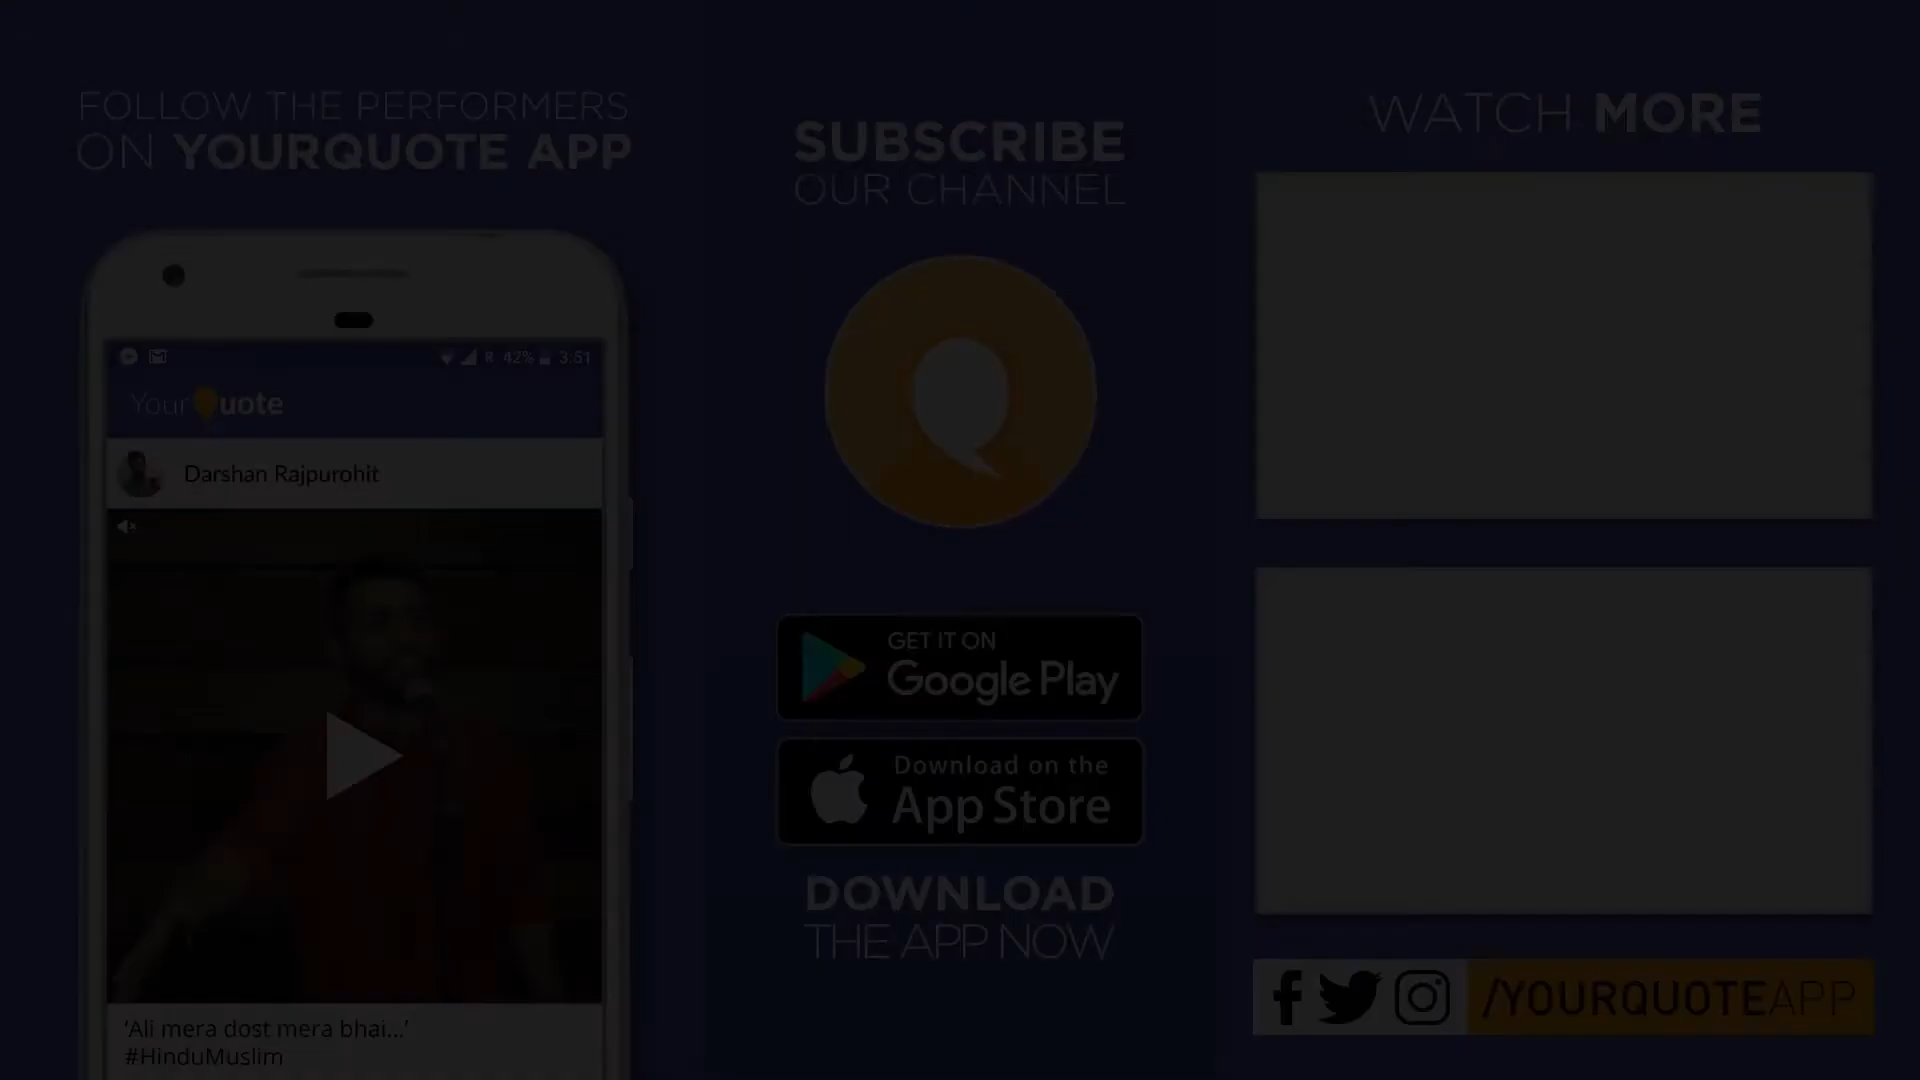 FOLLOW THE PERFORMERS
ON YOURQUOTE APP
R 42% 3:51
YourQuote
Darshan Rajpurohit
'Ali mera dost mera bhai...'
#HinduMuslim
SUBSCRIBE
OUR CHANNEL
GET IT ON
Google Play
Download on the
App Store
DOWNLOAD
THE APP NOW
WATCH MORE
/YOURQUOTEAPP